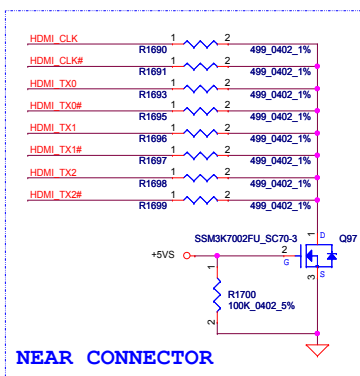 HDMI_CLK 1 2
R1690 499_0402_1%
HDMI_CLK# 1 2
R1691 499_0402_1%
HDMI_TX0 1 2
R1693 499_0402_1%
HDMI_TX0# 1 2
R1695 499_0402_1%
HDMI_TX1 1 2
R1696 499_0402_1%
HDMI_TX1# 1 2
R1697 499_0402_1%
HDMI_TX2 1 2
R1698 499_0402_1%
HDMI_TX2# 1 2
R1699 499_0402_1%
SSM3K7002FU_SC70-3 1 D Q97
+5VS 2 G
1 3 S
R1700
100K_0402_5%
2
NEAR CONNECTOR